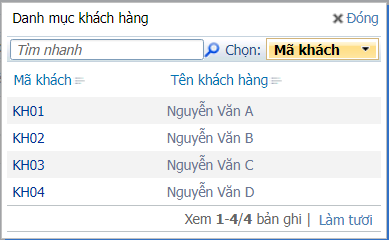 Danh mục khách hàng Đóng
Tìm nhanh Chọn: Mã khách
Mã khách Tên khách hàng
KH01 Nguyễn Văn A
KH02 Nguyễn Văn B
KH03 Nguyễn Văn C
KH04 Nguyễn Văn D
Xem 1-4/4 bản ghi | Làm tươi